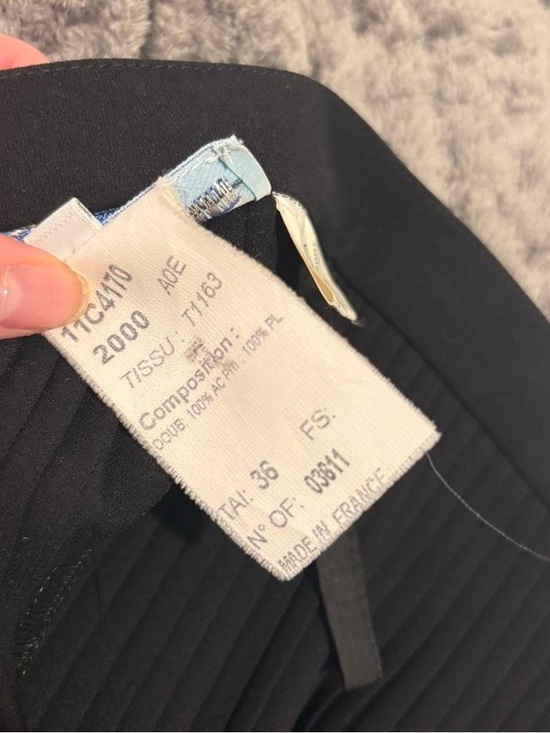 11C4170
2000 A0E
TISSU : T1163
Composition :
100% PL
DOUB: 100% AC
TAI: 36 FS:
N° OF: 03611
MADE IN FRANCE